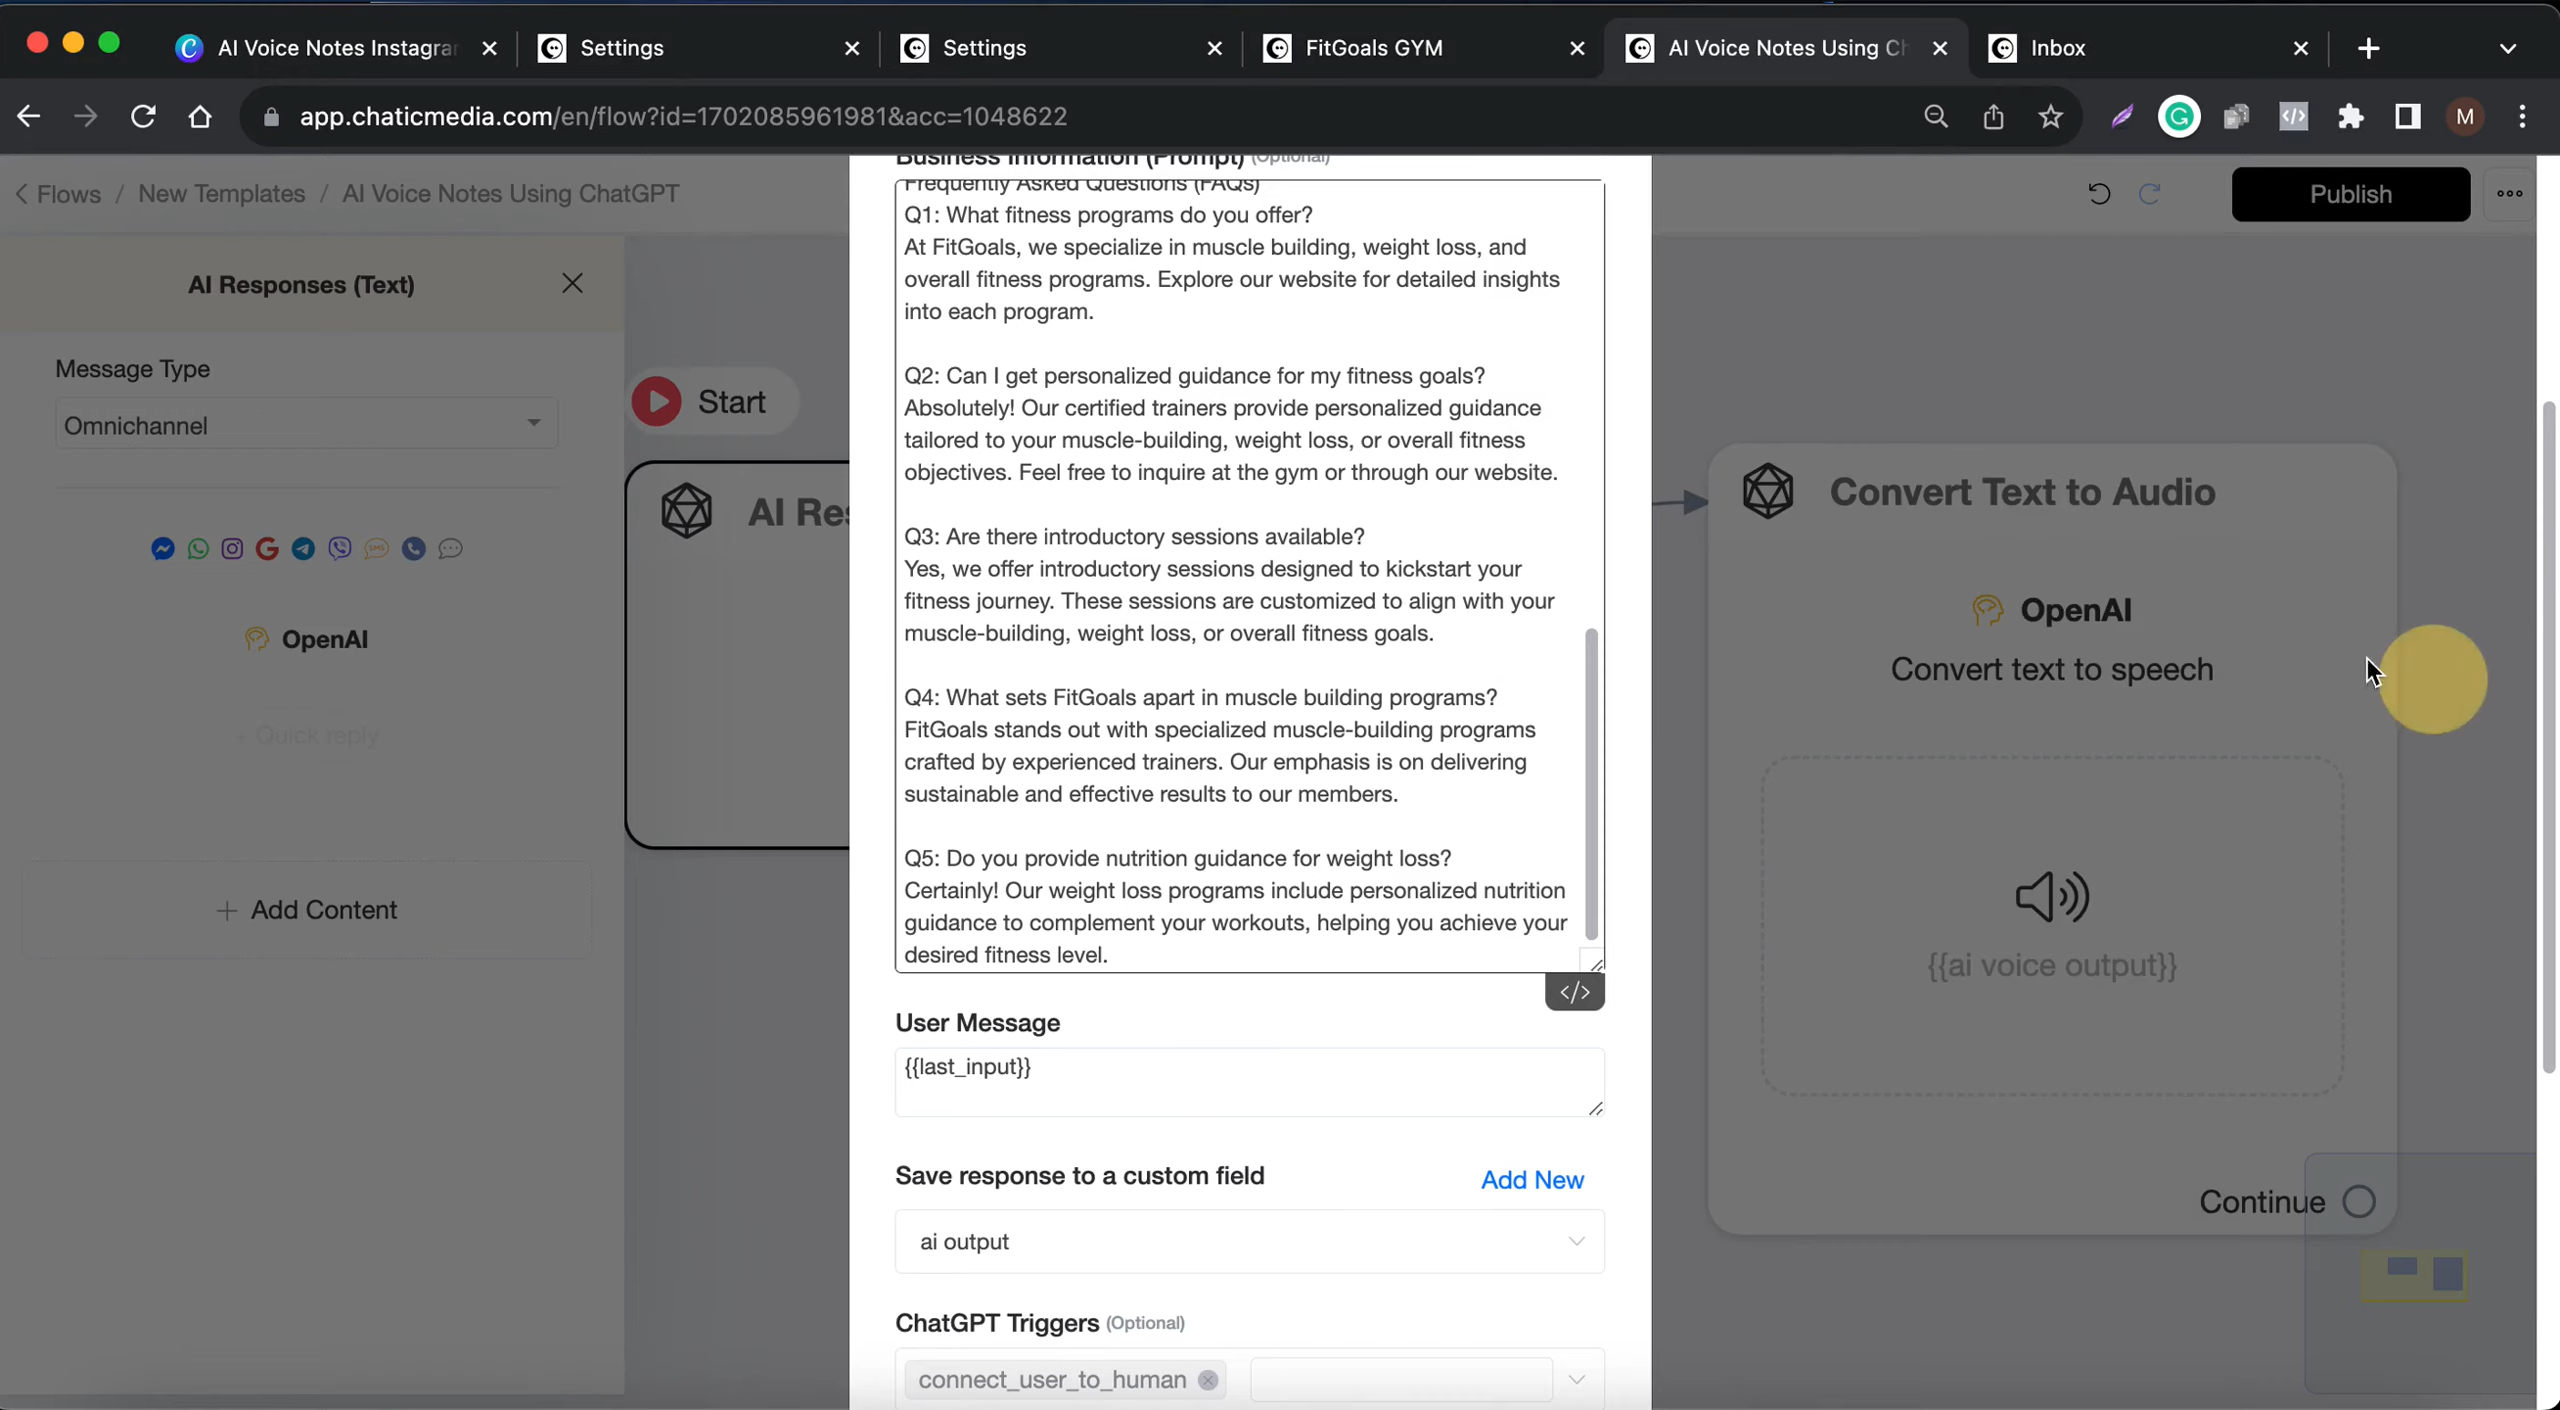 AI Voice Notes Instagra
Settings
Settings
FitGoals GYM
AI Voice Notes Using Ch
Inbox
app.chaticmedia.com/en/flow?id=1702085961981&acc=1048622
M
Flows / New Templates / AI Voice Notes Using ChatGPT
Publish
AI Responses (Text)
Message Type
Omnichannel
SMS
OpenAI
+ Quick reply
+ Add Content
Start
AI Res
Business Information (Prompt) (Optional)
Frequently Asked Questions (FAQs)
Q1: What fitness programs do you offer?
At FitGoals, we specialize in muscle building, weight loss, and
overall fitness programs. Explore our website for detailed insights
into each program.
Q2: Can I get personalized guidance for my fitness goals?
Absolutely! Our certified trainers provide personalized guidance
tailored to your muscle-building, weight loss, or overall fitness
objectives. Feel free to inquire at the gym or through our website.
Q3: Are there introductory sessions available?
Yes, we offer introductory sessions designed to kickstart your
fitness journey. These sessions are customized to align with your
muscle-building, weight loss, or overall fitness goals.
Q4: What sets FitGoals apart in muscle building programs?
FitGoals stands out with specialized muscle-building programs
crafted by experienced trainers. Our emphasis is on delivering
sustainable and effective results to our members.
Q5: Do you provide nutrition guidance for weight loss?
Certainly! Our weight loss programs include personalized nutrition
guidance to complement your workouts, helping you achieve your
desired fitness level.
</>
User Message
{{last_input}}
Save response to a custom field
Add New
ai output
ChatGPT Triggers (Optional)
connect_user_to_human
Convert Text to Audio
OpenAI
Convert text to speech
{{ai voice output}}
Continue